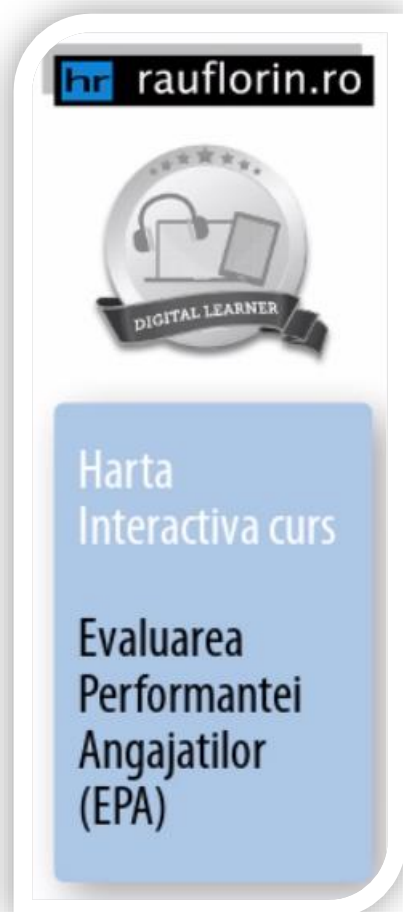 hr rauflorin.ro
DIGITAL LEARNER
Harta
Interactiva curs
Evaluarea
Performantei
Angajatilor
(EPA)